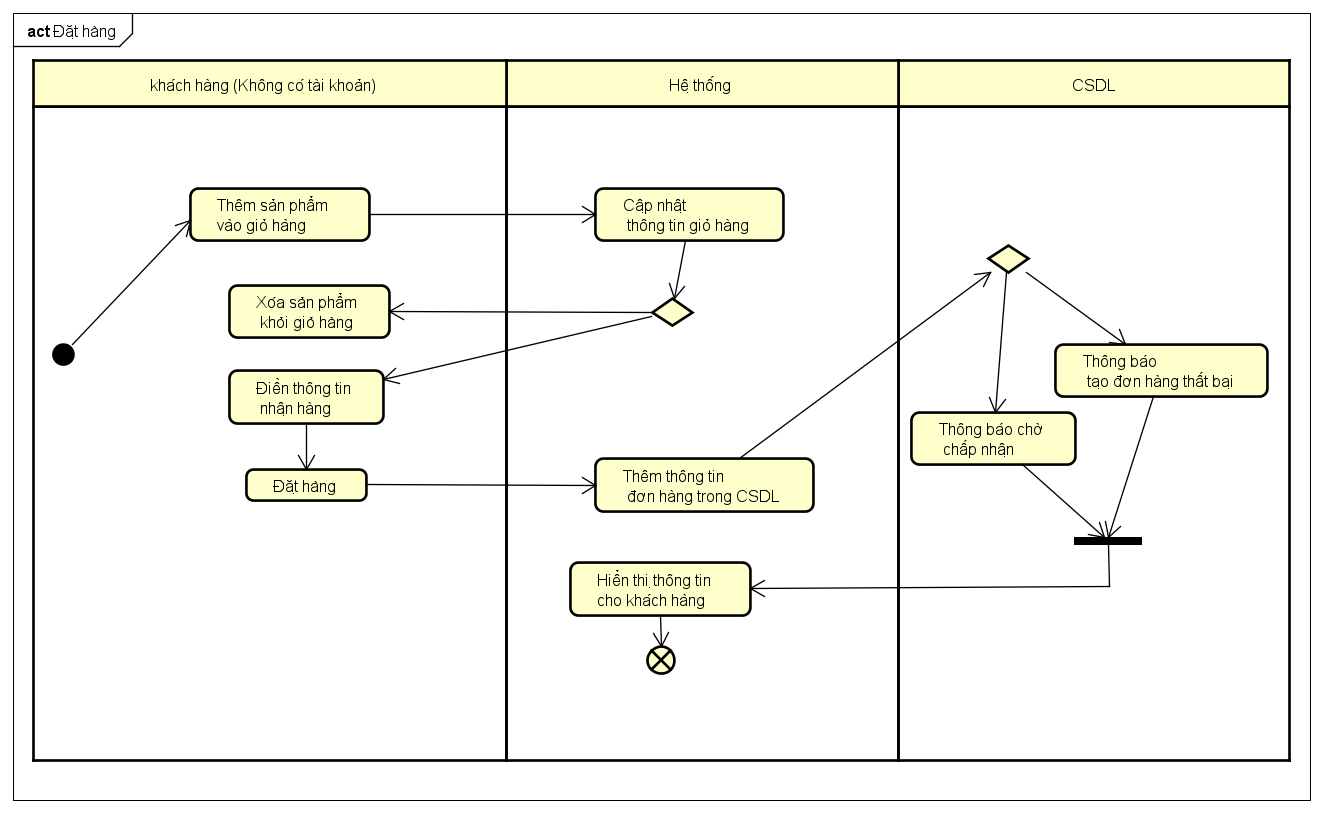 act Đặt hàng
khách hàng (Không có tài khoản)
Hệ thống
CSDL
Thêm sản phẩm
vào giỏ hàng
Cập nhật
thông tin giỏ hàng
Xóa sản phẩm
khỏi giỏ hàng
Điền thông tin
nhận hàng
Đặt hàng
Thêm thông tin
đơn hàng trong CSDL
Thông báo
tạo đơn hàng thất bại
Thông báo chờ
chấp nhận
Hiển thị thông tin
cho khách hàng